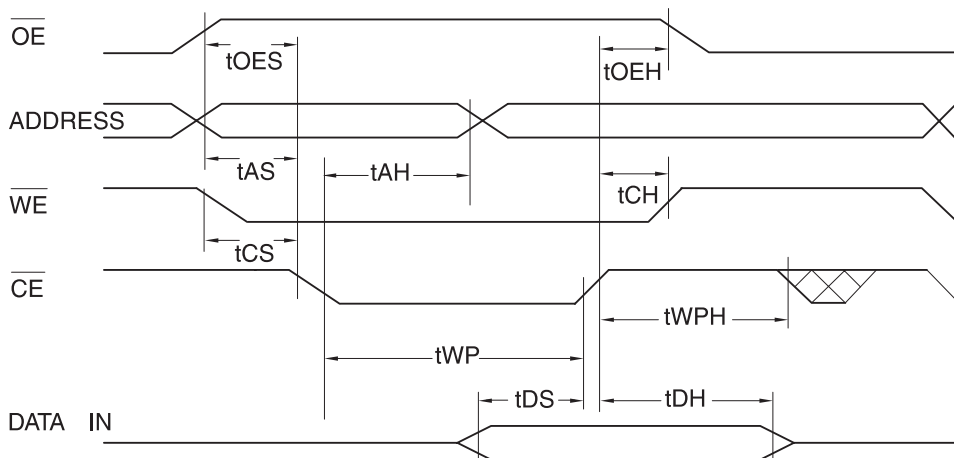 OE
tOES
tOEH
ADDRESS
tAS
tAH
tCH
WE
tCS
CE
tWPH
tWP
tDS
tDH
DATA IN